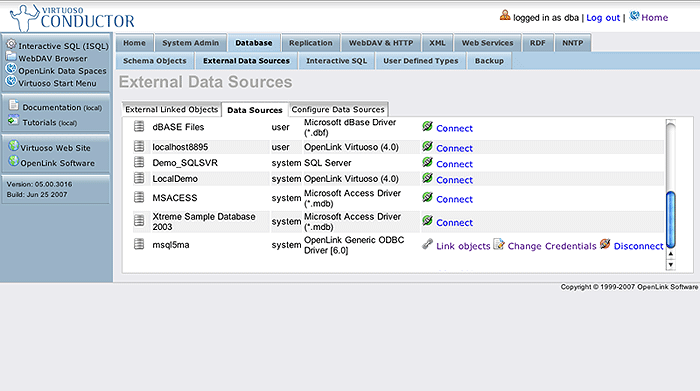 VIRTUOSO
CONDUCTOR
logged in as dba | Log out | Home
Interactive SQL (ISQL)
WebDAV Browser
OpenLink Data Spaces
Virtuoso Start Menu
Documentation (local)
Tutorials (local)
Virtuoso Web Site
OpenLink Software
Version: 05.00.3016
Build: Jun 25 2007
Home System Admin Database Replication WebDAV & HTTP XML Web Services RDF NNTP
Schema Objects External Data Sources Interactive SQL User Defined Types Backup
External Data Sources
External Linked Objects Data Sources Configure Data Sources
dBASE Files user Microsoft dBase Driver (*.dbf) Connect
localhost8895 user OpenLink Virtuoso (4.0) Connect
Demo_SQLSVR system SQL Server Connect
LocalDemo system OpenLink Virtuoso (4.0) Connect
MSACESS system Microsoft Access Driver (*.mdb) Connect
Xtreme Sample Database 2003 system Microsoft Access Driver (*.mdb) Connect
msql5ma system OpenLink Generic ODBC Driver [6.0] Link objects Change Credentials Disconnect
Copyright © 1999-2007 OpenLink Software